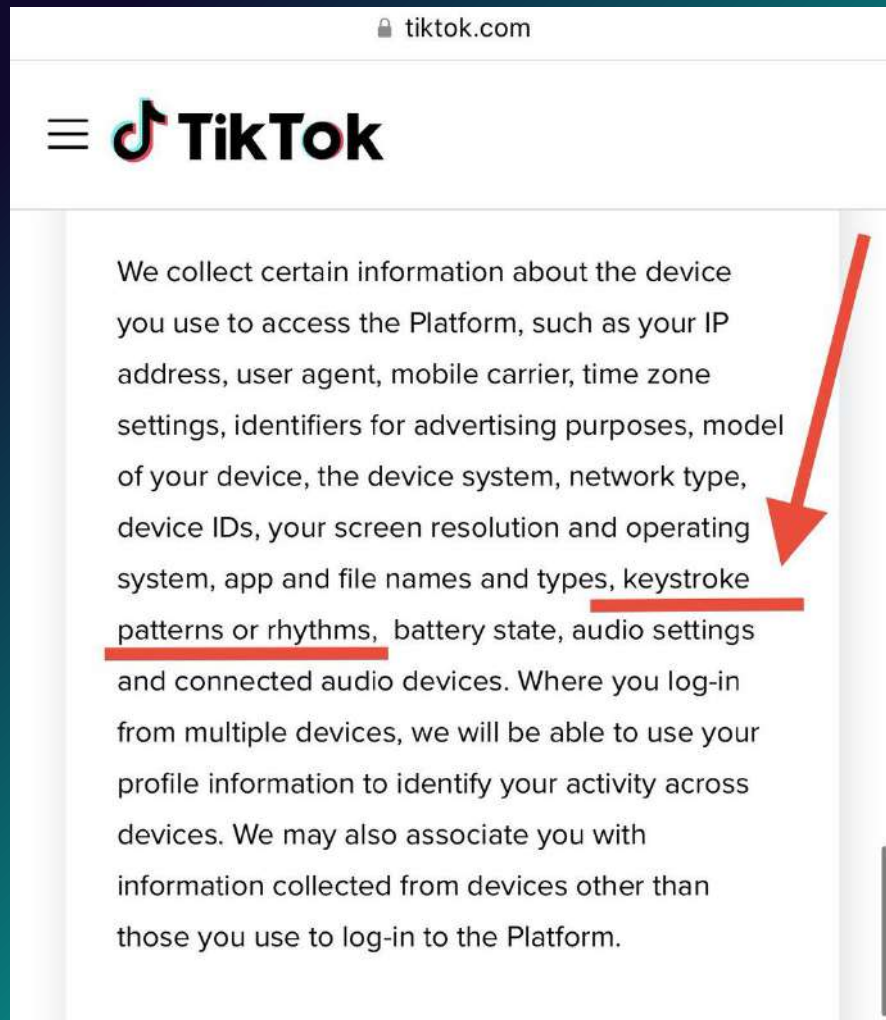 tiktok.com
TikTok
We collect certain information about the device
you use to access the Platform, such as your IP
address, user agent, mobile carrier, time zone
settings, identifiers for advertising purposes, model
of your device, the device system, network type,
device IDs, your screen resolution and operating
system, app and file names and types, keystroke
patterns or rhythms, battery state, audio settings
and connected audio devices. Where you log-in
from multiple devices, we will be able to use your
profile information to identify your activity across
devices. We may also associate you with
information collected from devices other than
those you use to log-in to the Platform.